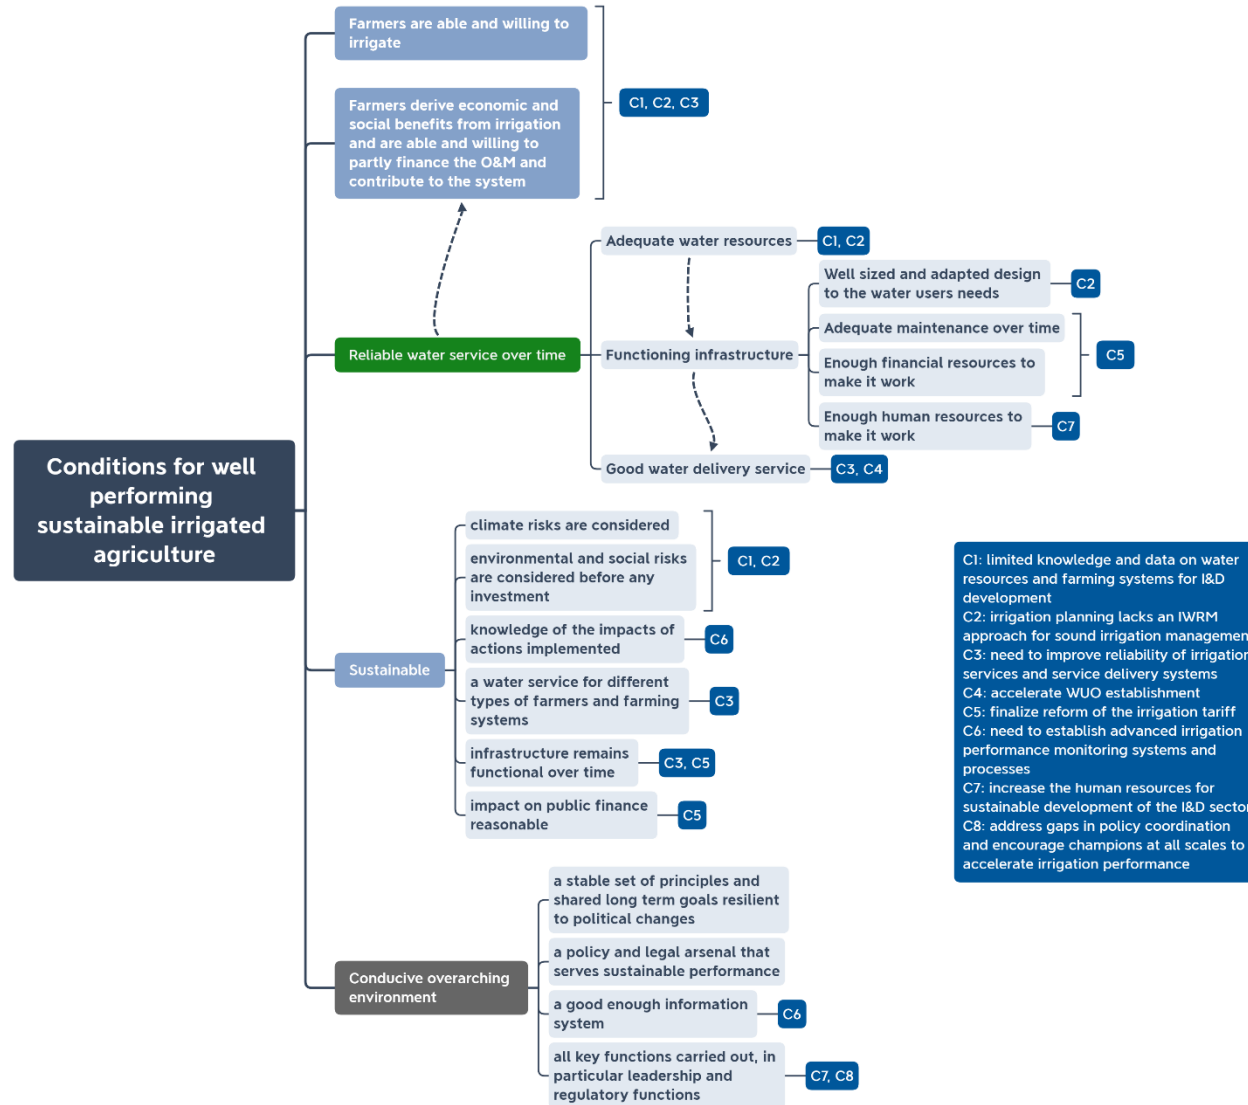 Farmers are able and willing to
irrigate
Farmers derive economic and
social benefits from irrigation
and are able and willing to
partly finance the O&M and
contribute to the system
C1, C2, C3
Reliable water service over time
Adequate water resources
C1, C2
Functioning infrastructure
Well sized and adapted design
to the water users needs
C2
Adequate maintenance over time
Enough financial resources to
make it work
C5
Enough human resources to
make it work
C7
Good water delivery service
C3, C4
Conditions for well
performing
sustainable irrigated
agriculture
Sustainable
climate risks are considered
environmental and social risks
are considered before any
investment
C1, C2
knowledge of the impacts of
actions implemented
C6
a water service for different
types of farmers and farming
systems
C3
infrastructure remains
functional over time
C3, C5
impact on public finance
reasonable
C5
Conducive overarching
environment
a stable set of principles and
shared long term goals resilient
to political changes
a policy and legal arsenal that
serves sustainable performance
a good enough information
system
C6
all key functions carried out, in
particular leadership and
regulatory functions
C7, C8
C1: limited knowledge and data on water
resources and farming systems for I&D
development
C2: irrigation planning lacks an IWRM
approach for sound irrigation management
C3: need to improve reliability of irrigation
services and service delivery systems
C4: accelerate WUO establishment
C5: finalize reform of the irrigation tariff
C6: need to establish advanced irrigation
performance monitoring systems and
processes
C7: increase the human resources for
sustainable development of the I&D sector
C8: address gaps in policy coordination
and encourage champions at all scales to
accelerate irrigation performance